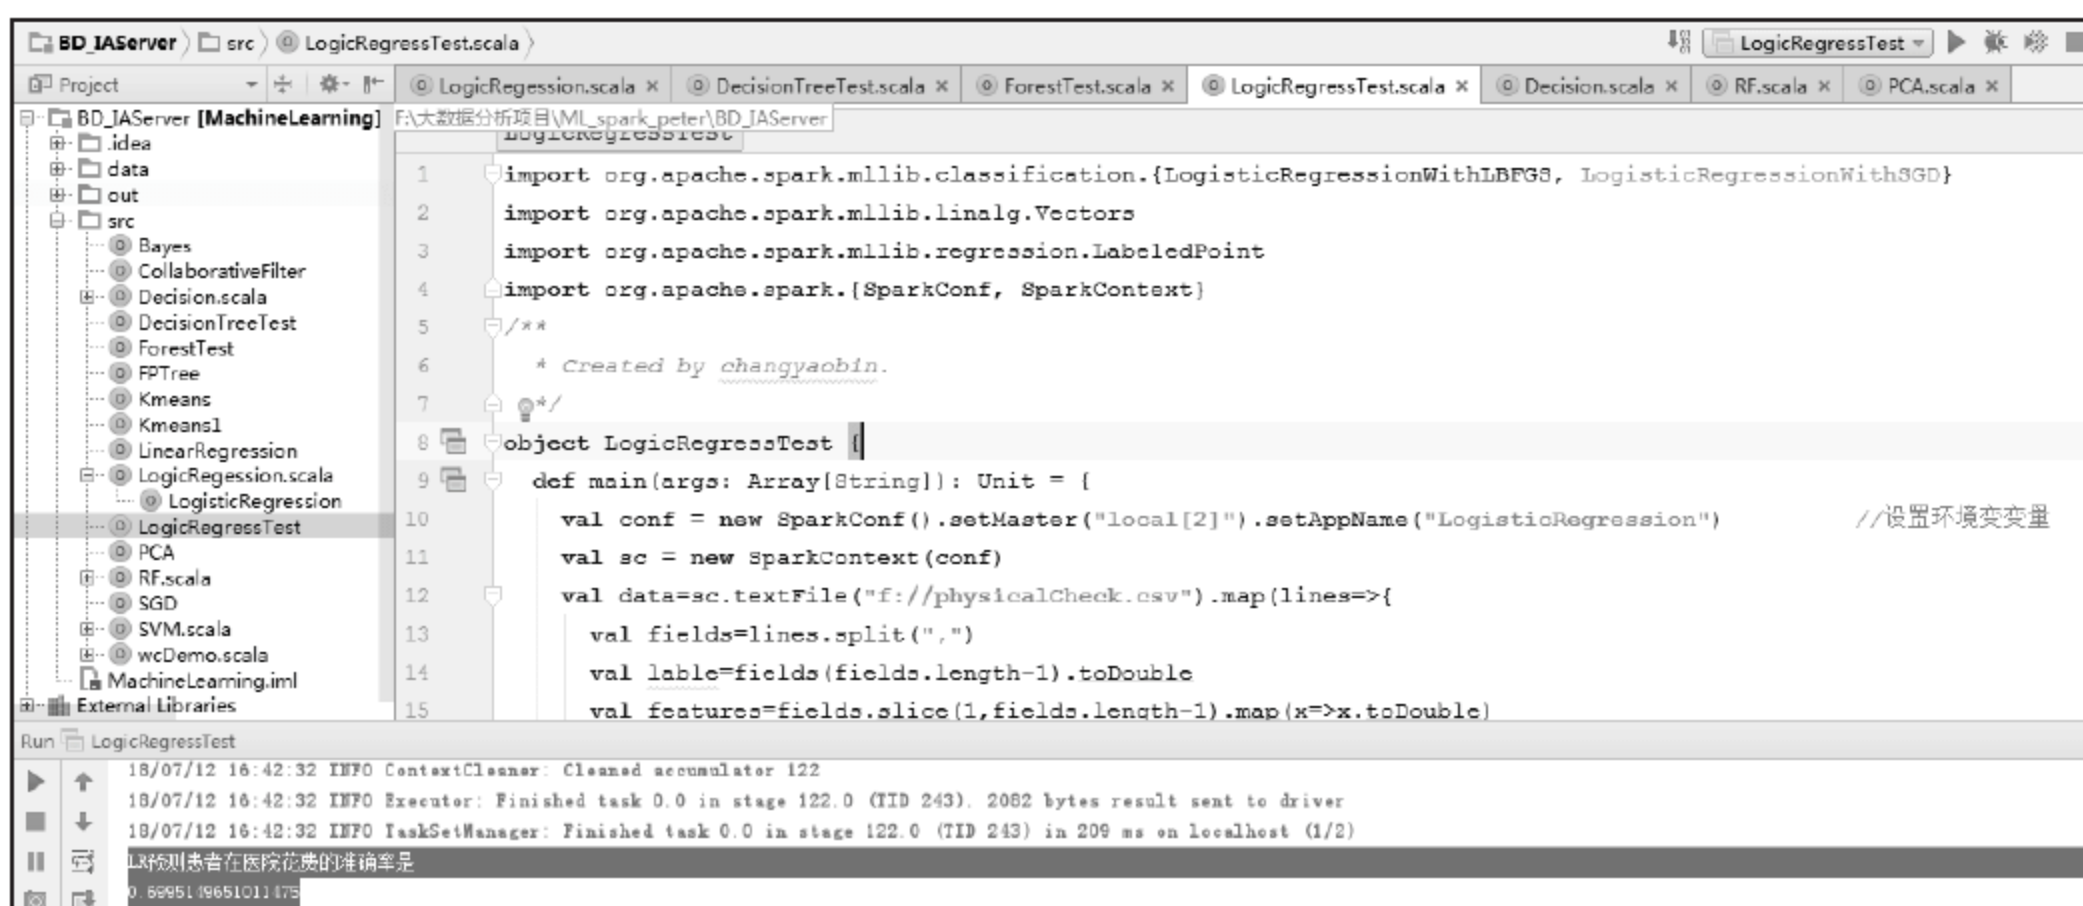 BD_IAServer src LogicRegressTest.scala LogicRegressTest
Project LogicRegession.scala DecisionTreeTest.scala ForestTest.scala LogicRegressTest.scala Decision.scala RF.scala PCA.scala
BD_IAServer [MachineLearning] F:\大数据分析项目\ML_spark_peter\BD_IAServer
LogicRegressTest
.idea
data
out
src
Bayes
CollaborativeFilter
Decision.scala
DecisionTreeTest
ForestTest
FPTree
Kmeans
Kmeans1
LinearRegression
LogicRegession.scala
LogisticRegression
LogicRegressTest
PCA
RF.scala
SGD
SVM.scala
wcDemo.scala
MachineLearning.iml
External Libraries
1 import org.apache.spark.mllib.classification.{LogisticRegressionWithLBFGS, LogisticRegressionWithSGD}
2 import org.apache.spark.mllib.linalg.Vectors
3 import org.apache.spark.mllib.regression.LabeledPoint
4 import org.apache.spark.{SparkConf, SparkContext}
5 /**
6 * Created by changyaobin.
7 */
8 object LogicRegressTest {
9 def main(args: Array[String]): Unit = {
10 val conf = new SparkConf().setMaster("local[2]").setAppName("LogisticRegression") //设置环境变变量
11 val sc = new SparkContext(conf)
12 val data=sc.textFile("f://physicalCheck.csv").map(lines=>{
13 val fields=lines.split(",")
14 val lable=fields(fields.length-1).toDouble
15 val features=fields.slice(1,fields.length-1).map(x=>x.toDouble)
Run LogicRegressTest
18/07/12 16:42:32 INFO ContextCleaner: Cleaned accumulator 122
18/07/12 16:42:32 INFO Executor: Finished task 0.0 in stage 122.0 (TID 243). 2082 bytes result sent to driver
18/07/12 16:42:32 INFO TaskSetManager: Finished task 0.0 in stage 122.0 (TID 243) in 209 ms on localhost (1/2)
LR预测患者在医院花费的准确率是
0.6995149651011475